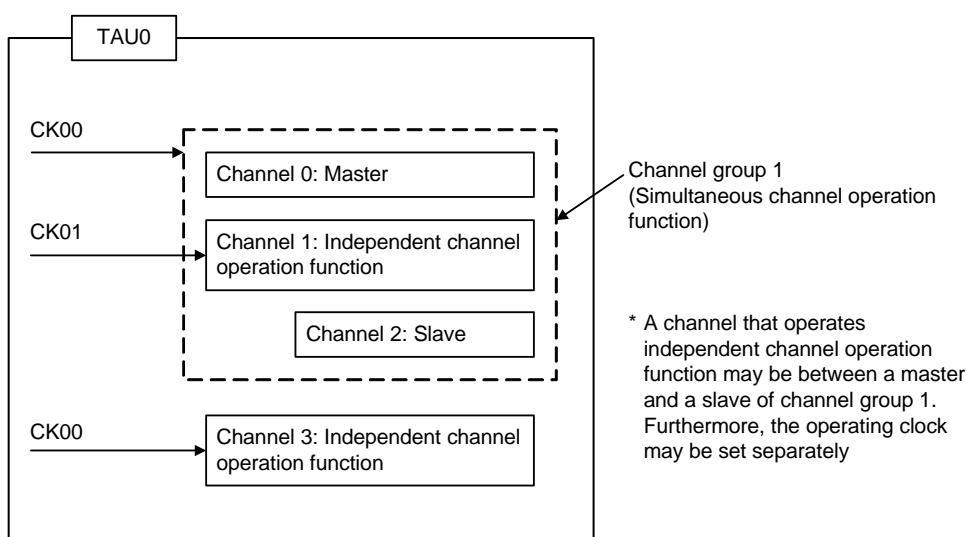 TAU0
CK00
Channel 0: Master
Channel group 1
(Simultaneous channel operation
function)
CK01
Channel 1: Independent channel
operation function
Channel 2: Slave
* A channel that operates
independent channel operation
function may be between a master
and a slave of channel group 1.
Furthermore, the operating clock
may be set separately
CK00
Channel 3: Independent channel
operation function